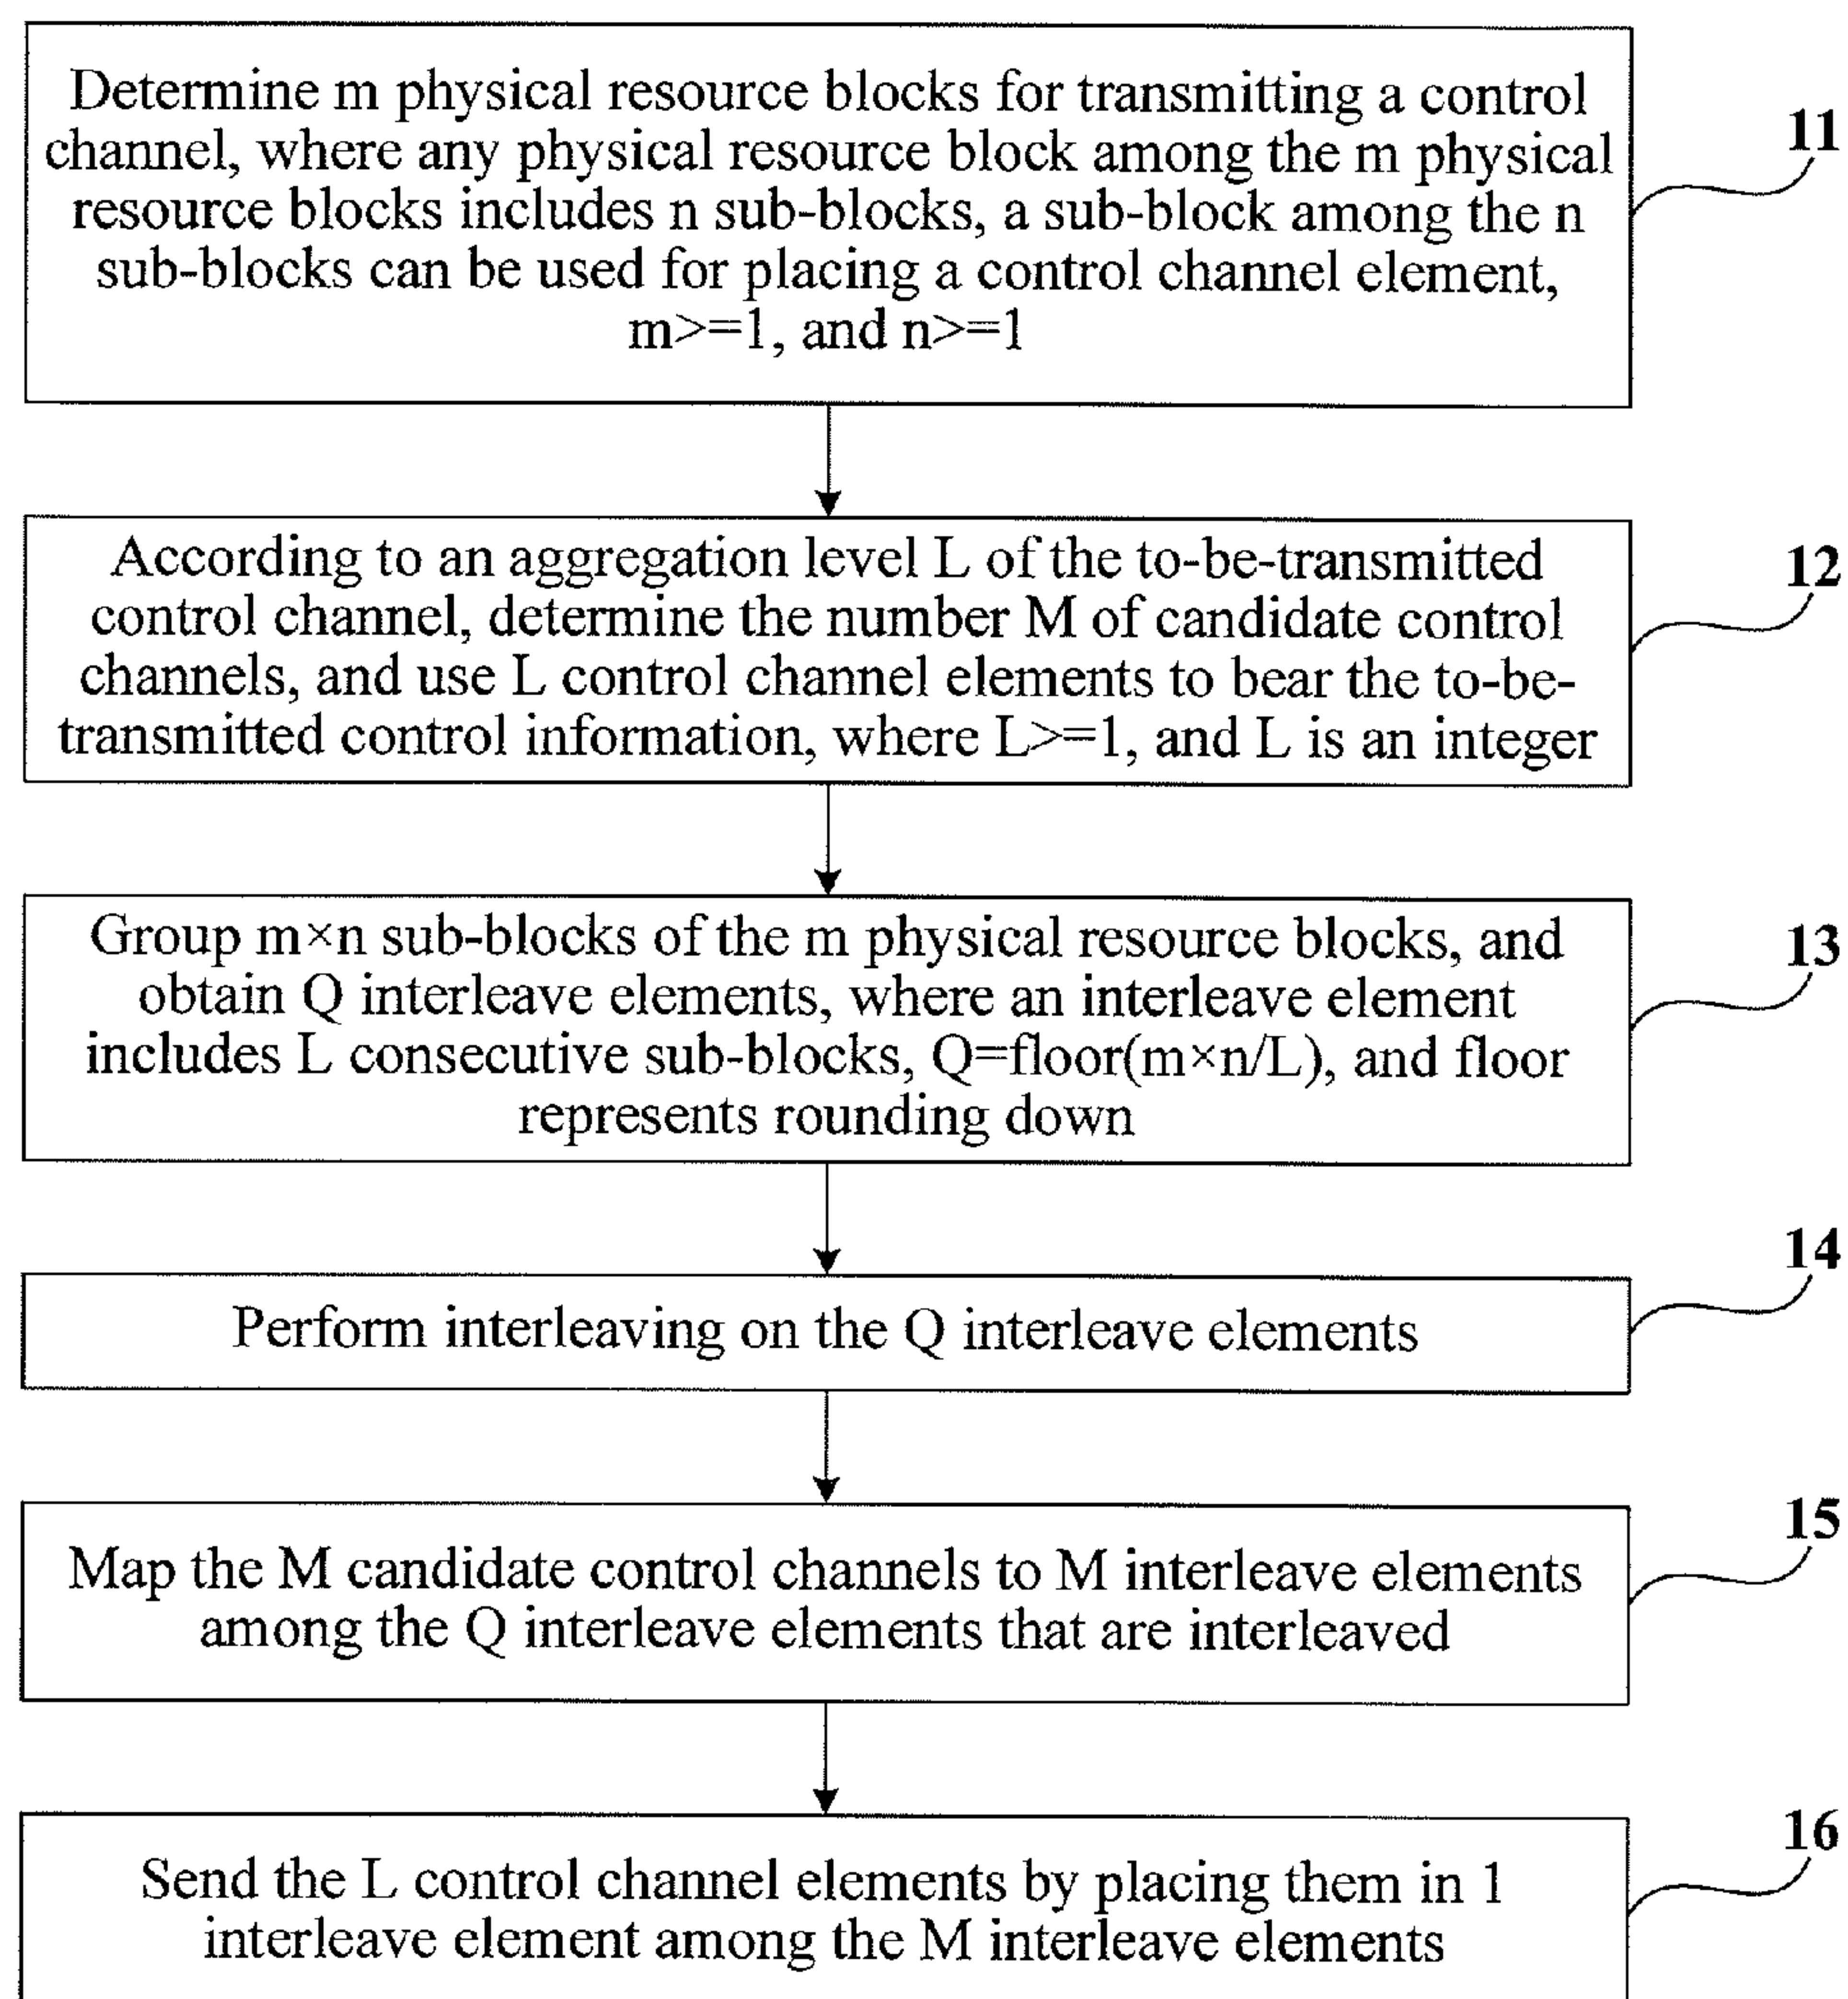 Determine m physical resource blocks for transmitting a control
channel, where any physical resource block among the m physical
resource blocks includes n sub-blocks, a sub-block among the n
sub-blocks can be used for placing a control channel element,
m>=1, and n>=1
11
According to an aggregation level L of the to-be-transmitted
control channel, determine the number M of candidate control
channels, and use L control channel elements to bear the to-be-
transmitted control information, where L>=1, and L is an integer
12
Group m×n sub-blocks of the m physical resource blocks, and
obtain Q interleave elements, where an interleave element
includes L consecutive sub-blocks, Q=floor(m×n/L), and floor
represents rounding down
13
Perform interleaving on the Q interleave elements
14
Map the M candidate control channels to M interleave elements
among the Q interleave elements that are interleaved
15
Send the L control channel elements by placing them in 1
interleave element among the M interleave elements
16